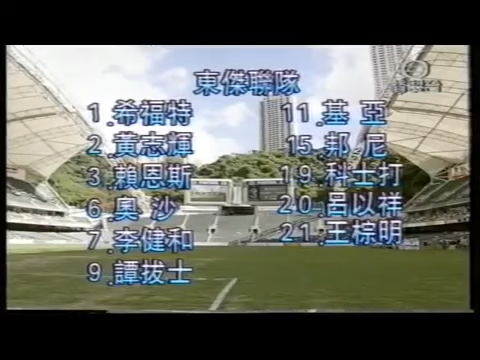 東傑聯隊
1.希福特
2.黃志輝
3.賴恩斯
6.奧沙
7.李健和
9.譚拔士
11.基亞
15.邦尼
19.科士打
20.呂以祥
21.王棕明